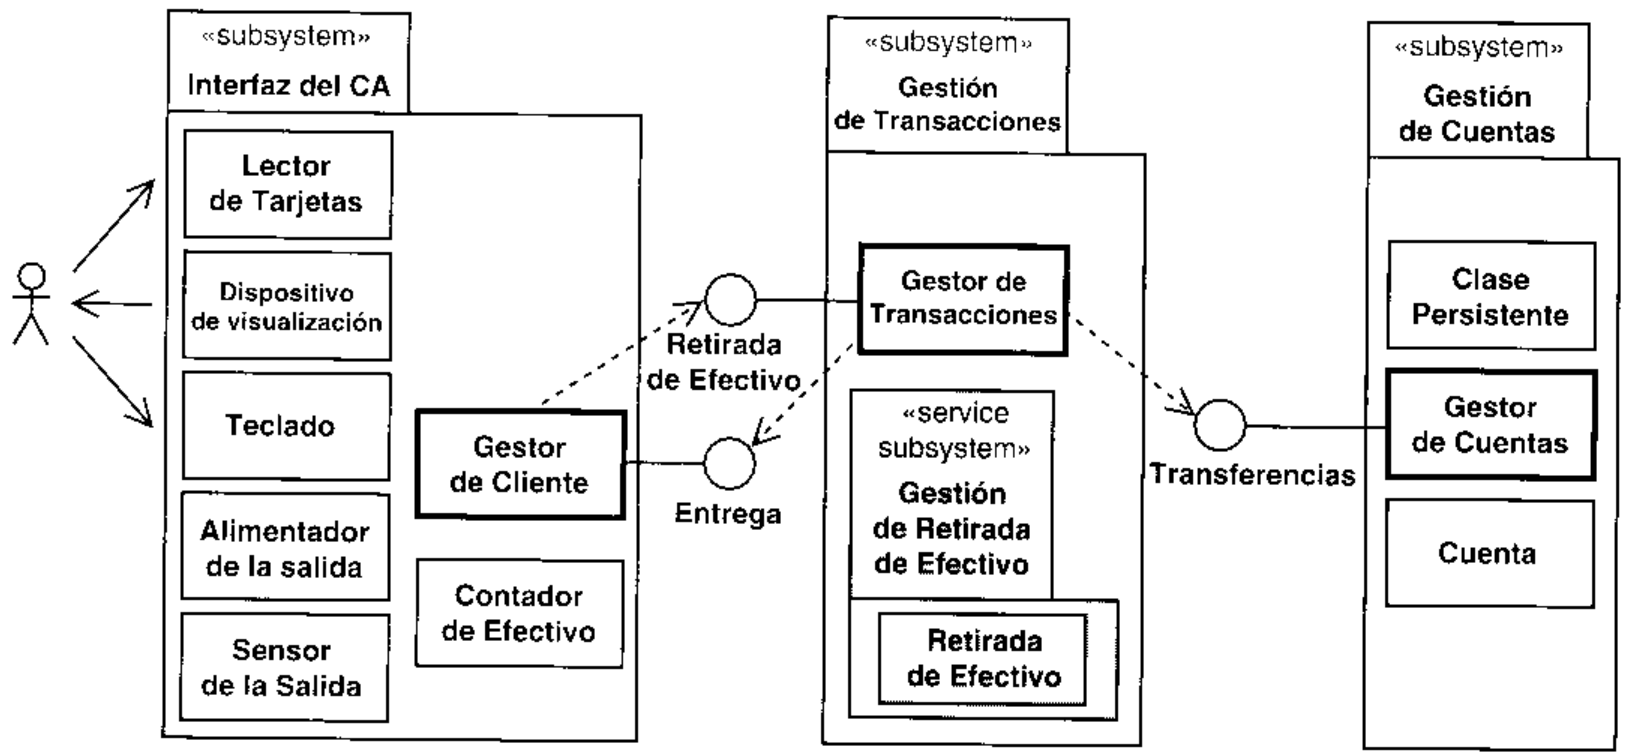 «subsystem»
Interfaz del CA
Lector
de Tarjetas
Dispositivo
de visualización
Teclado
Alimentador
de la salida
Sensor
de la Salida
Gestor
de Cliente
Contador
de Efectivo
Retirada
de Efectivo
Entrega
«subsystem»
Gestión
de Transacciones
Gestor de
Transacciones
«service
subsystem»
Gestión
de Retirada
de Efectivo
Retirada
de Efectivo
Transferencias
«subsystem»
Gestión
de Cuentas
Clase
Persistente
Gestor
de Cuentas
Cuenta